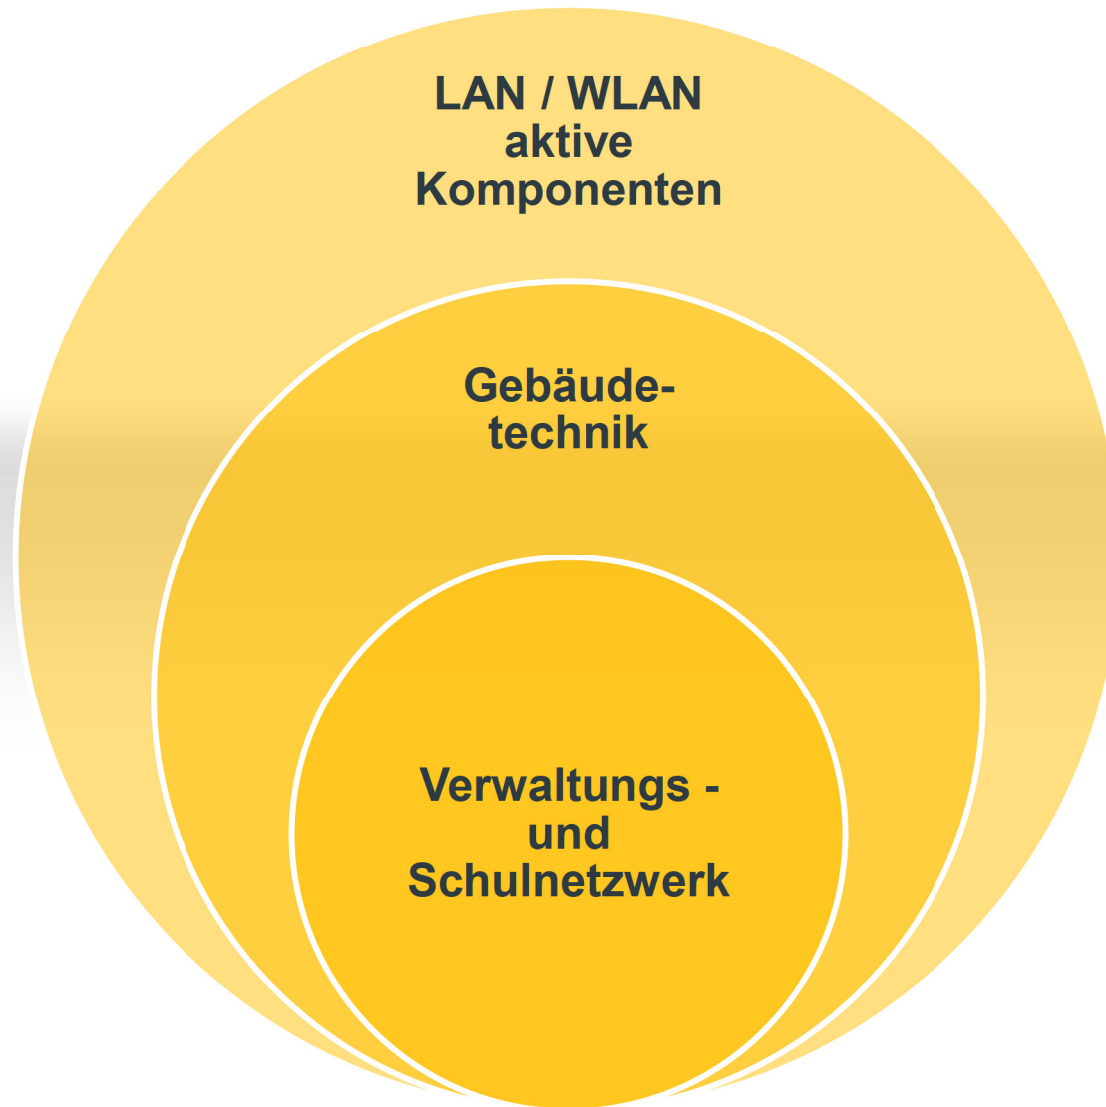 LAN / WLAN
aktive
Komponenten
Gebäude-
technik
Verwaltungs -
und
Schulnetzwerk